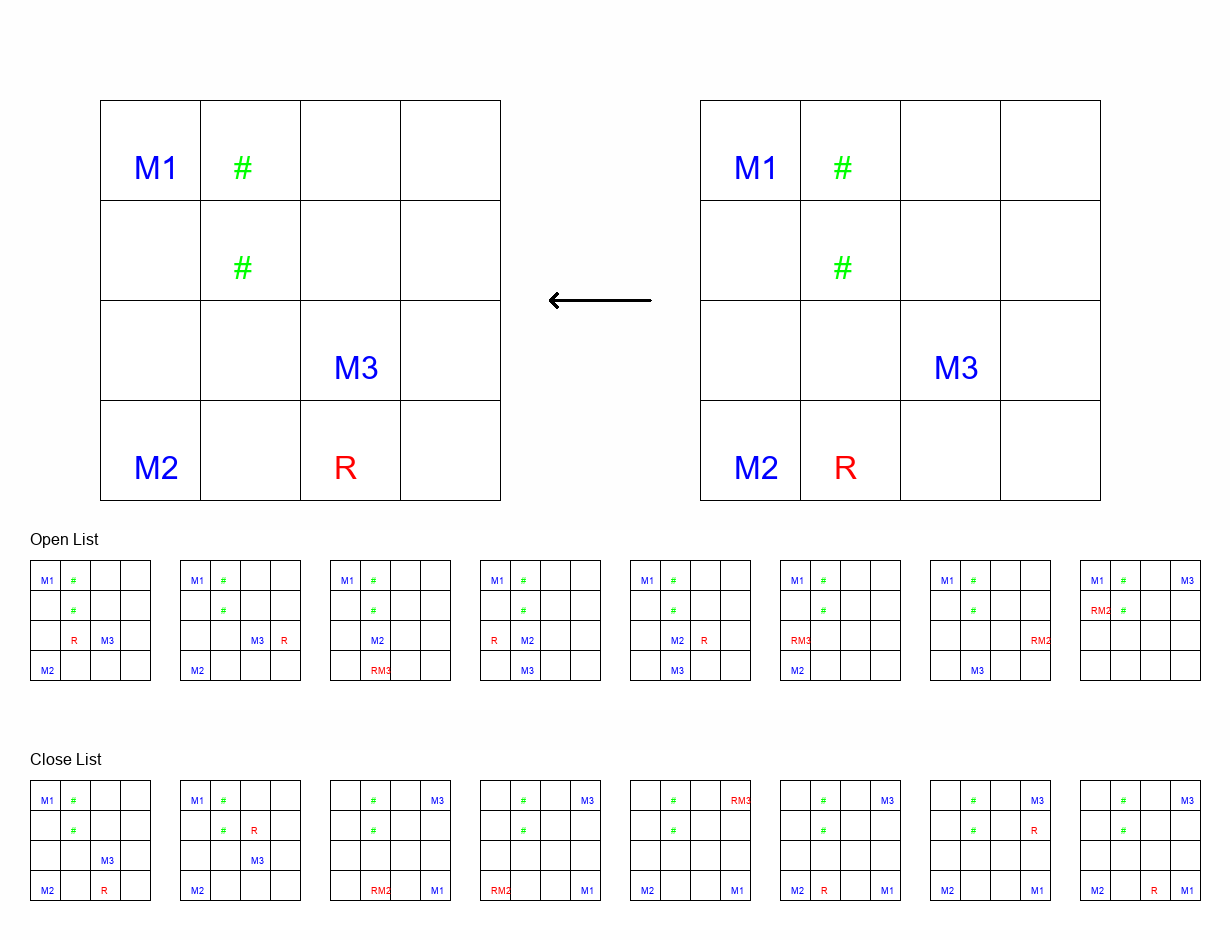 M1 # M1 #
# #
M3 M3
M2 R M2 R
Open List
M1 # M1 # M1 # M1 # M1 # M1 # M1 # M1 # M3
# # # # # # # RM2 #
R M3 M3 R M2 R M2 M2 R RM3 RM2
M2 M2 RM3 M3 M3 M2 M3
Close List
M1 # M1 # # M3 # M3 # RM3 # M3 # M3 # M3
# # R # # # # # R #
M3 M3
M2 R M2 RM2 M1 RM2 M1 M2 M1 M2 R M1 M2 M1 M2 R M1